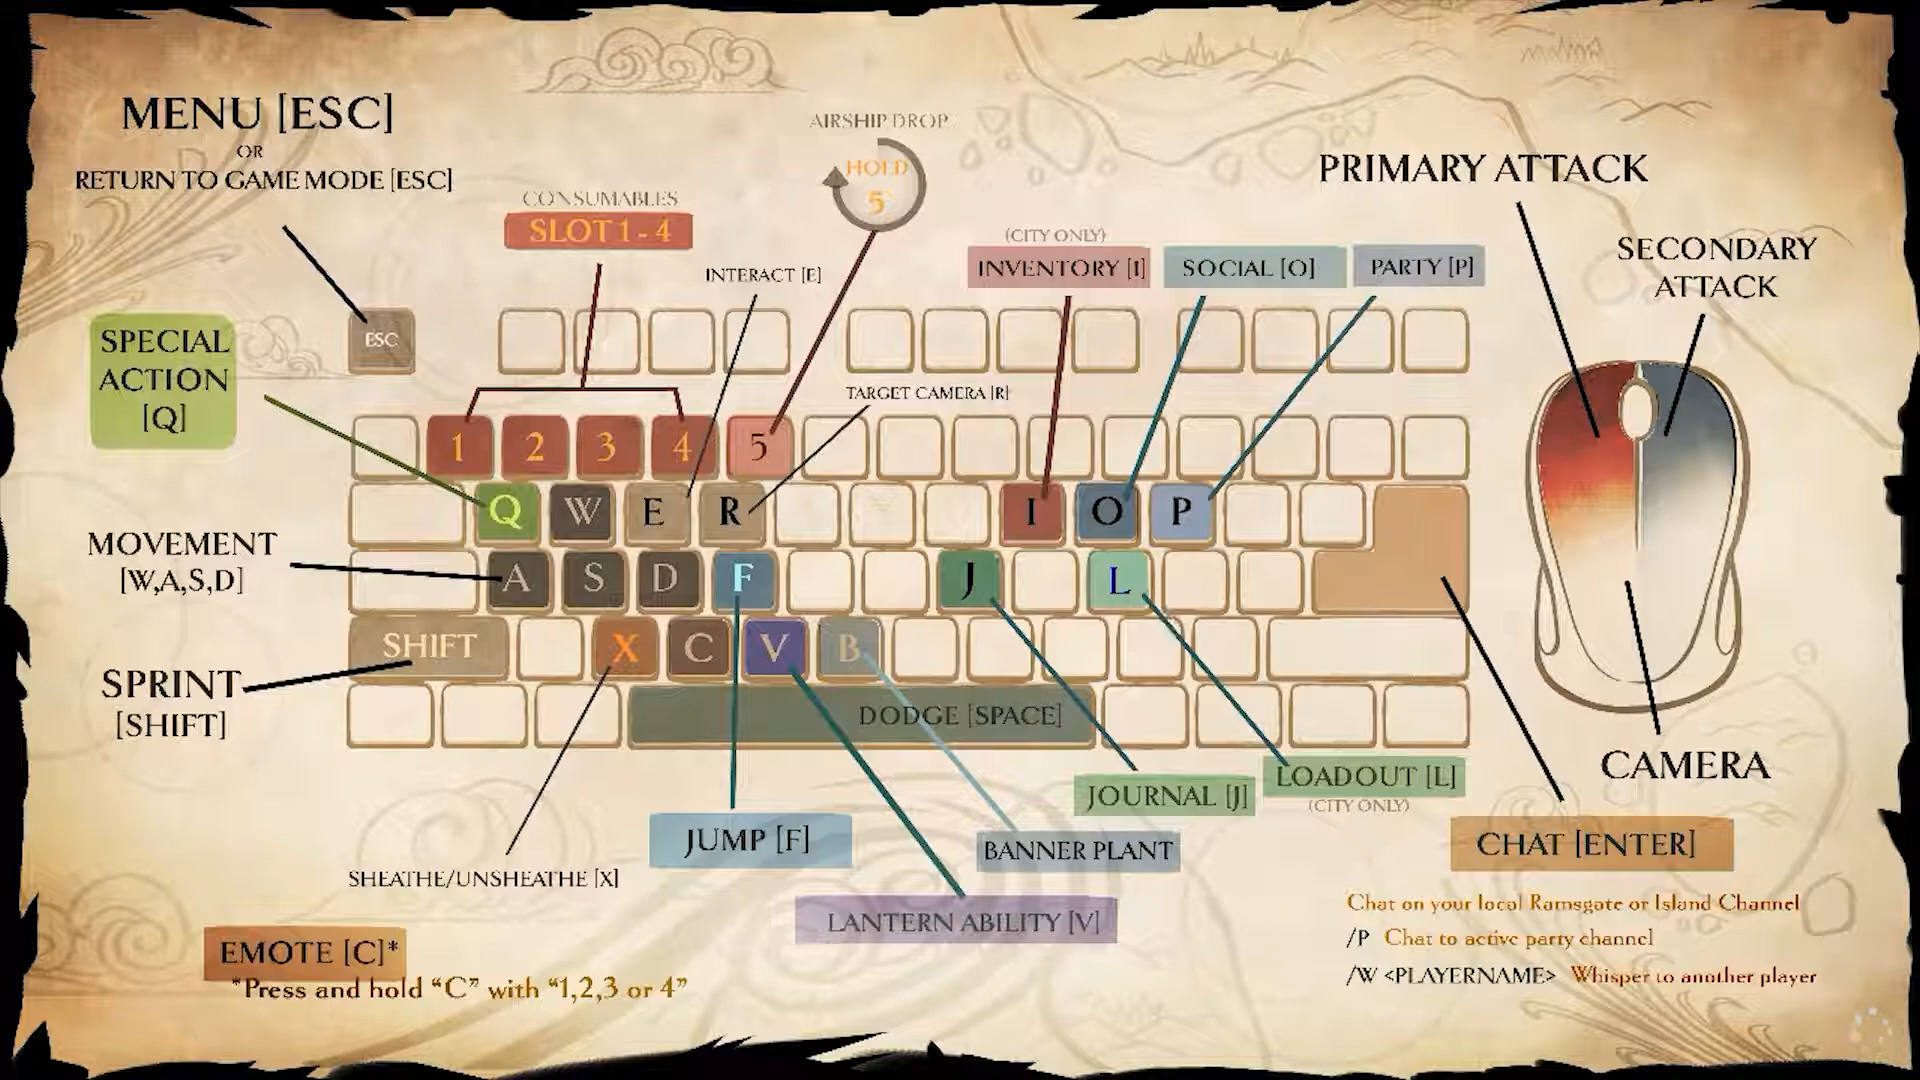 MENU [ESC]
OR
RETURN TO GAME MODE [ESC]
AIRSHIP DROP
HOLD
5
CONSUMABLES
SLOT 1 - 4
INTERACT [E]
(CITY ONLY)
INVENTORY [I]
SOCIAL [O]
PARTY [P]
PRIMARY ATTACK
SECONDARY
ATTACK
SPECIAL
ACTION
[Q]
ESC
TARGET CAMERA [R]
1 2 3 4 5
Q W E R I O P
MOVEMENT
[W,A,S,D]
A S D F J L
SHIFT X C V B
SPRINT
[SHIFT]
DODGE [SPACE]
CAMERA
JOURNAL [J]
LOADOUT [L]
(CITY ONLY)
JUMP [F]
BANNER PLANT
CHAT [ENTER]
SHEATHE/UNSHEATHE [X]
LANTERN ABILITY [V]
Chat on your local Ramsgate or Island Channel
/P Chat to active party channel
/W <PLAYERNAME> Whisper to another player
EMOTE [C]*
*Press and hold “C” with “1,2,3 or 4”